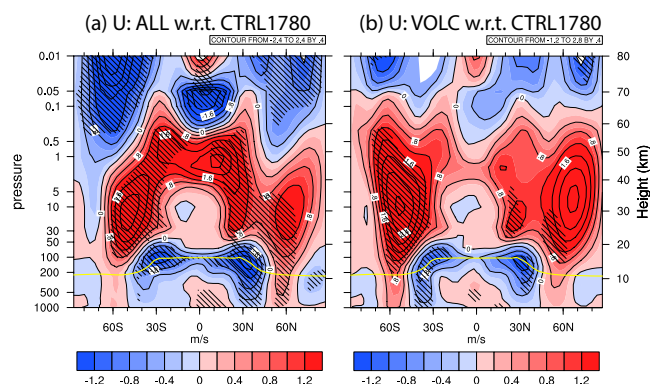 (a) U: ALL w.r.t. CTRL1780
(b) U: VOLC w.r.t. CTRL1780
CONTOUR FROM -2.4 TO 2.4 BY .4
CONTOUR FROM -1.2 TO 2.8 BY .4
pressure
0.01
0.05
0.1
0.5
1
5
10
30
50
100
200
500
1000
80
70
60
50
40
30
20
10
Height (km)
60S 30S 0 30N 60N
60S 30S 0 30N 60N
m/s
m/s
-1.2 -0.8 -0.4 0 0.4 0.8 1.2
-1.2 -0.8 -0.4 0 0.4 0.8 1.2